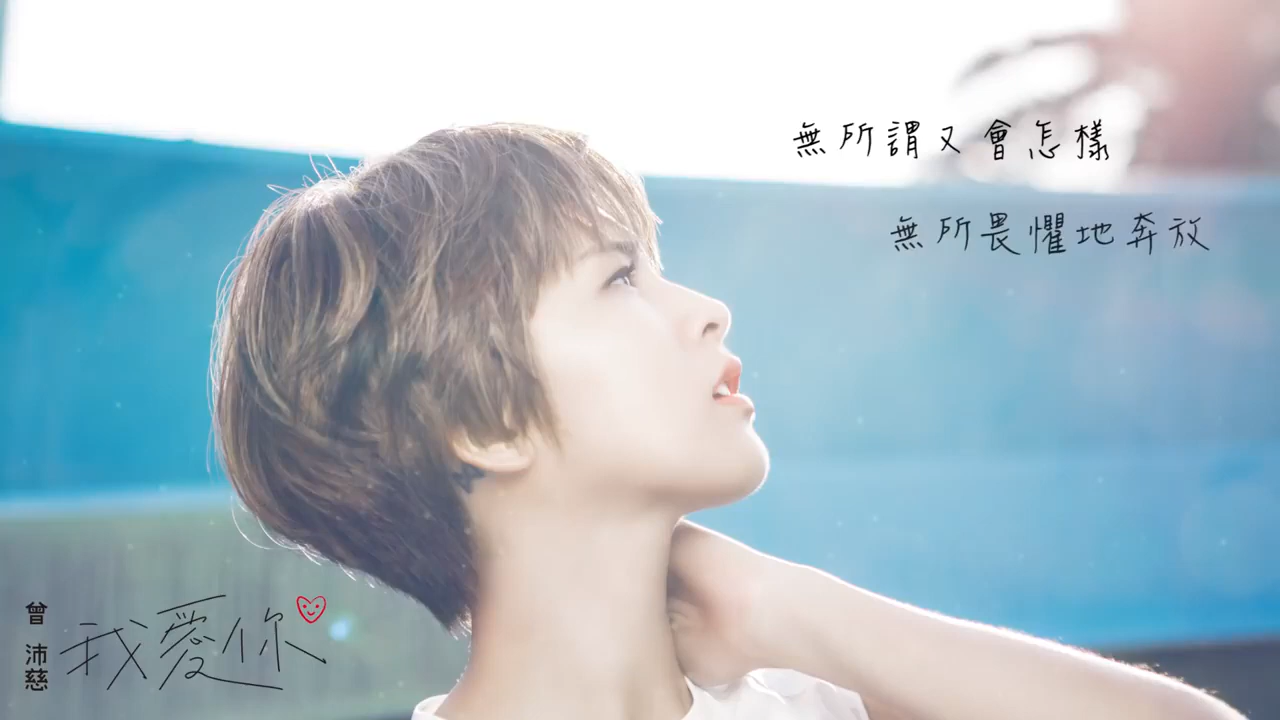 無所謂又會怎樣
無所畏懼地奔放
曾沛慈
我愛你